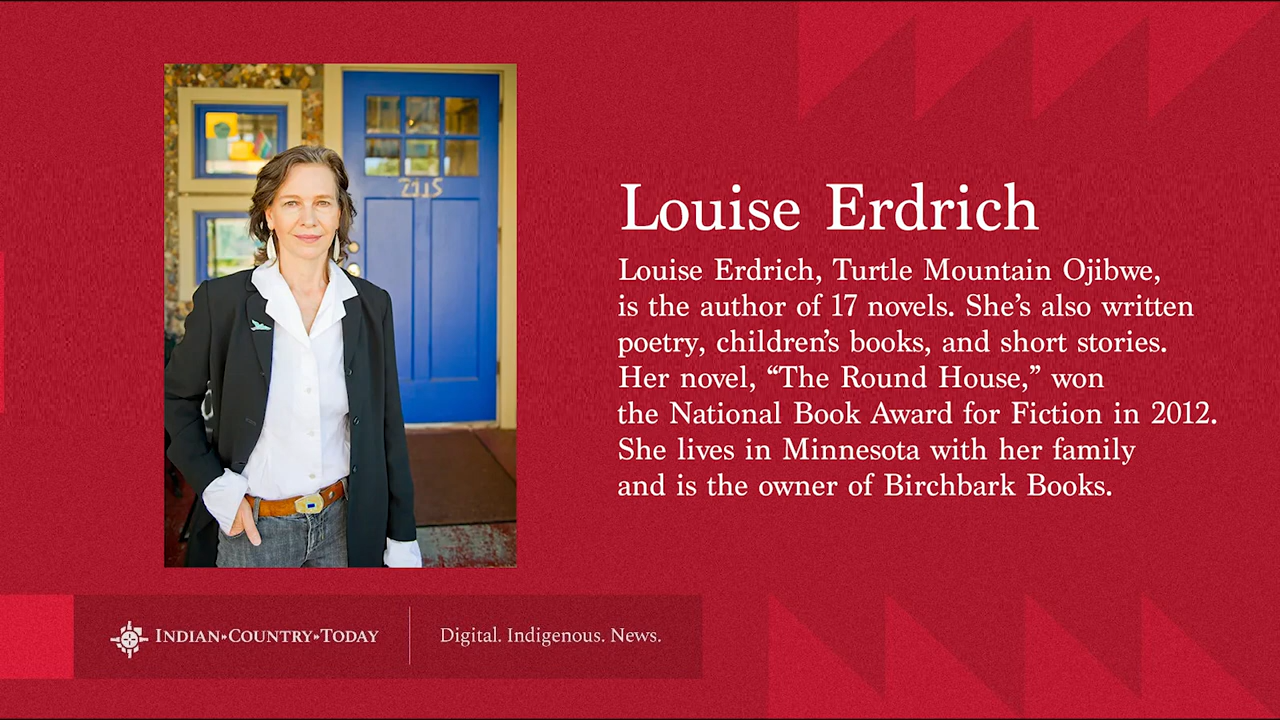 2115
Louise Erdrich
Louise Erdrich, Turtle Mountain Ojibwe,
is the author of 17 novels. She’s also written
poetry, children’s books, and short stories.
Her novel, “The Round House,” won
the National Book Award for Fiction in 2012.
She lives in Minnesota with her family
and is the owner of Birchbark Books.
INDIAN»COUNTRY»TODAY
Digital. Indigenous. News.